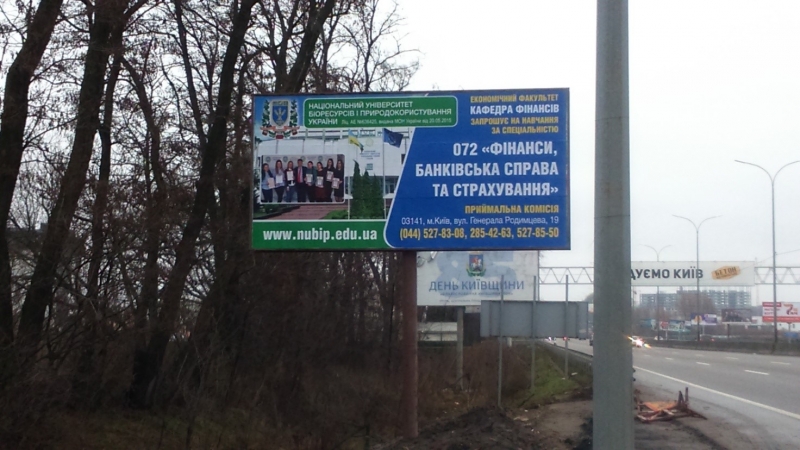 НАЦІОНАЛЬНИЙ УНІВЕРСИТЕТ
БІОРЕСУРСІВ І ПРИРОДОКОРИСТУВАННЯ
УКРАЇНИ
www.nubip.edu.ua
ЕКОНОМІЧНИЙ ФАКУЛЬТЕТ
КАФЕДРА ФІНАНСІВ
ЗАПРОШУЄ НА НАВЧАННЯ
ЗА СПЕЦІАЛЬНІСТЮ
072 «ФІНАНСИ,
БАНКІВСЬКА СПРАВА
ТА СТРАХУВАННЯ»
ПРИЙМАЛЬНА КОМІСІЯ
03141, м.Київ, вул. Генерала Родимцева, 19
(044) 527-83-08, 285-42-63, 527-85-50
ДЕНЬ КИЇВЩИНИ
ДУЄМО КИЇВ
БЕТОН